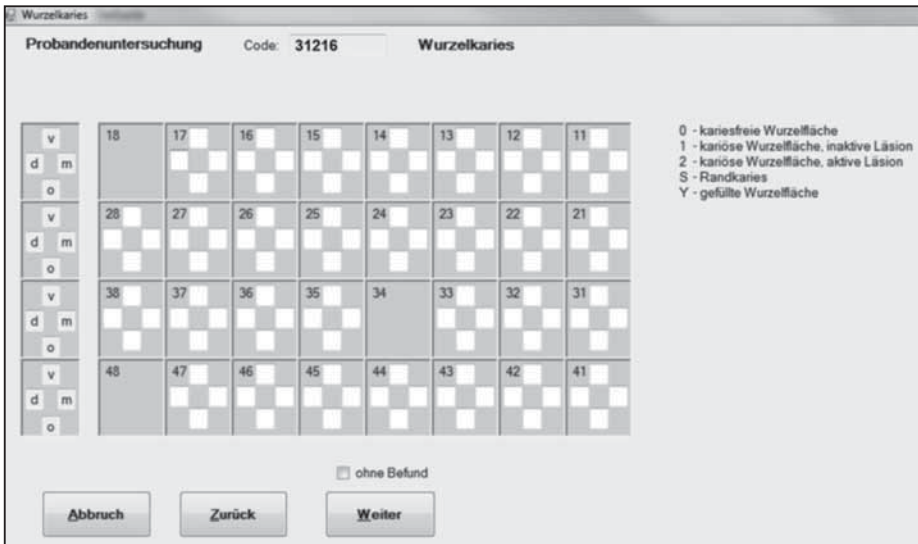 Wurzelkaries
Probandenuntersuchung Code: 31216 Wurzelkaries
0 - kariesfreie Wurzelfläche
1 - kariöse Wurzelfläche, inaktive Läsion
2 - kariöse Wurzelfläche, aktive Läsion
S - Randkaries
Y - gefüllte Wurzelfläche
v
d m
o
18 17 16 15 14 13 12 11
v
d m
o
28 27 26 25 24 23 22 21
v
d m
o
38 37 36 35 34 33 32 31
v
d m
o
48 47 46 45 44 43 42 41
ohne Befund
Abbruch Zurück Weiter